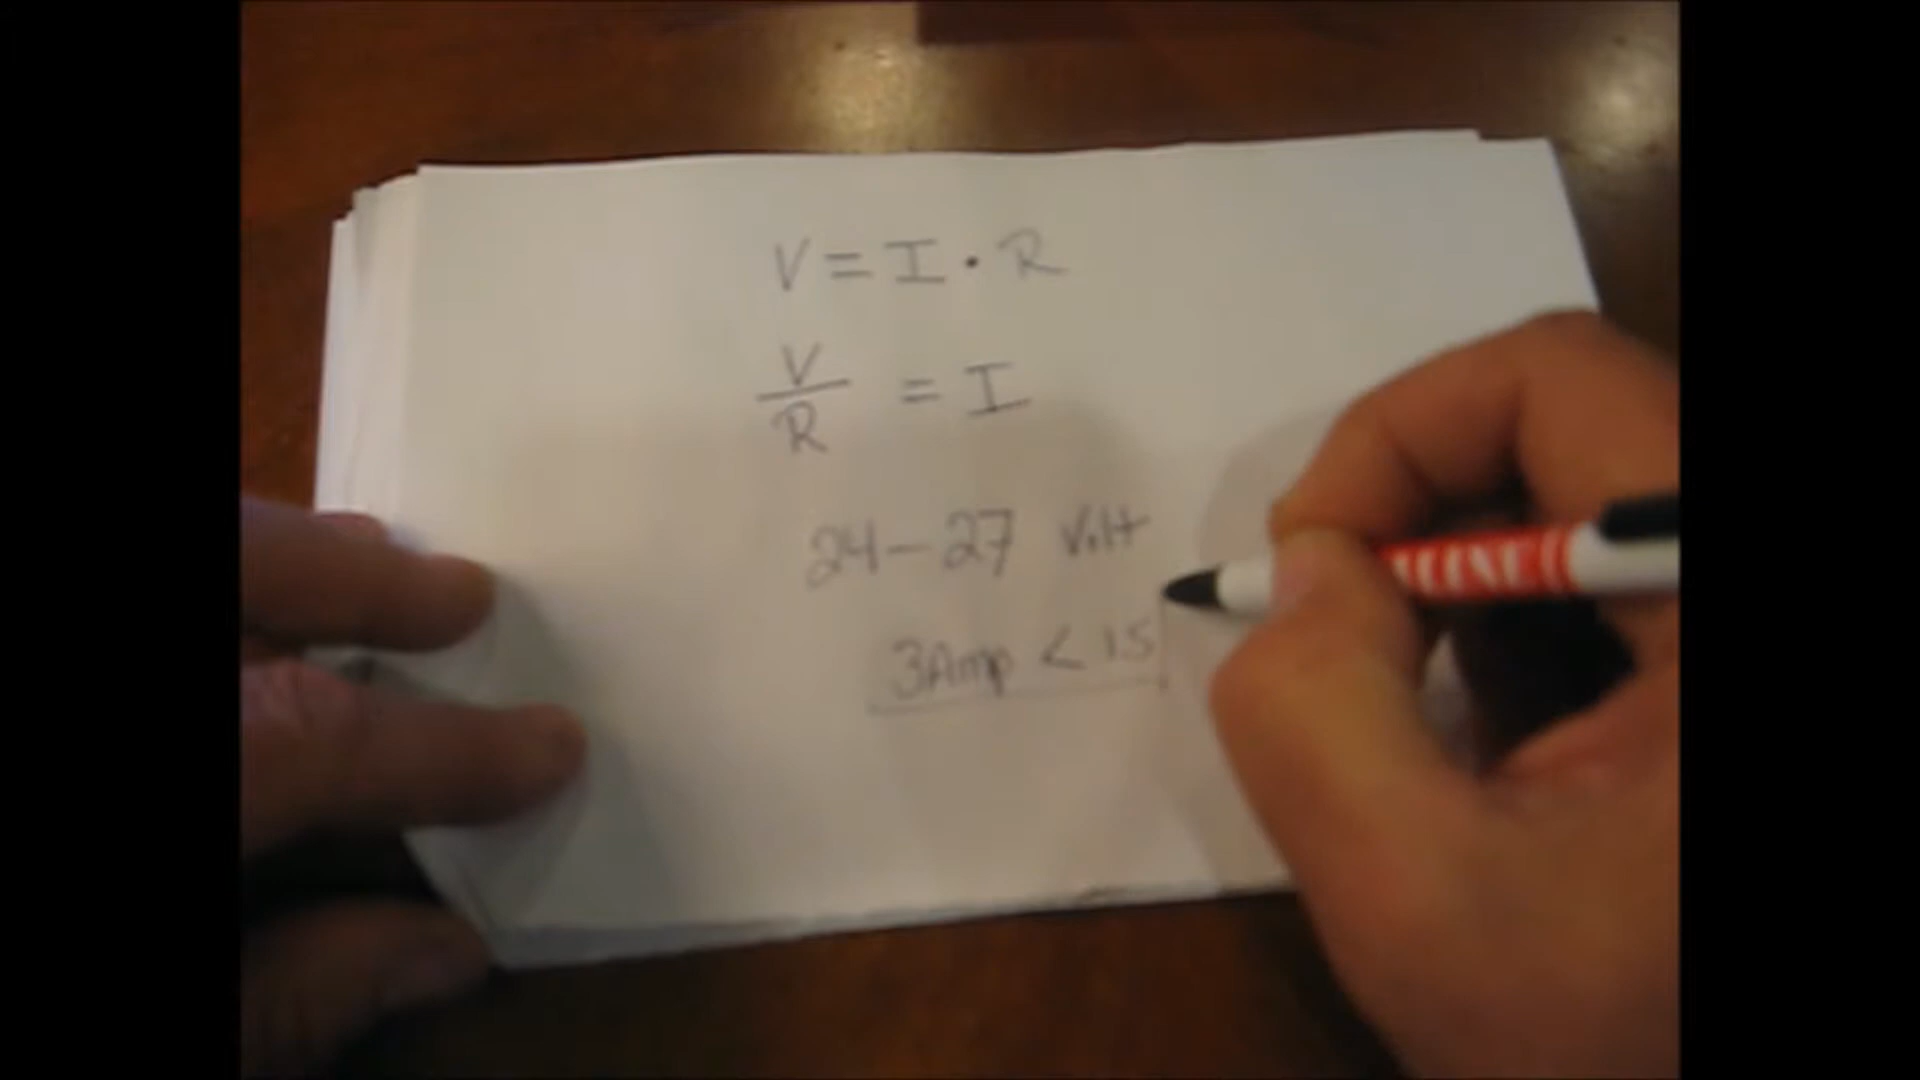 V = I · R
V/R = I
24-27 Volt
3Amp < 15